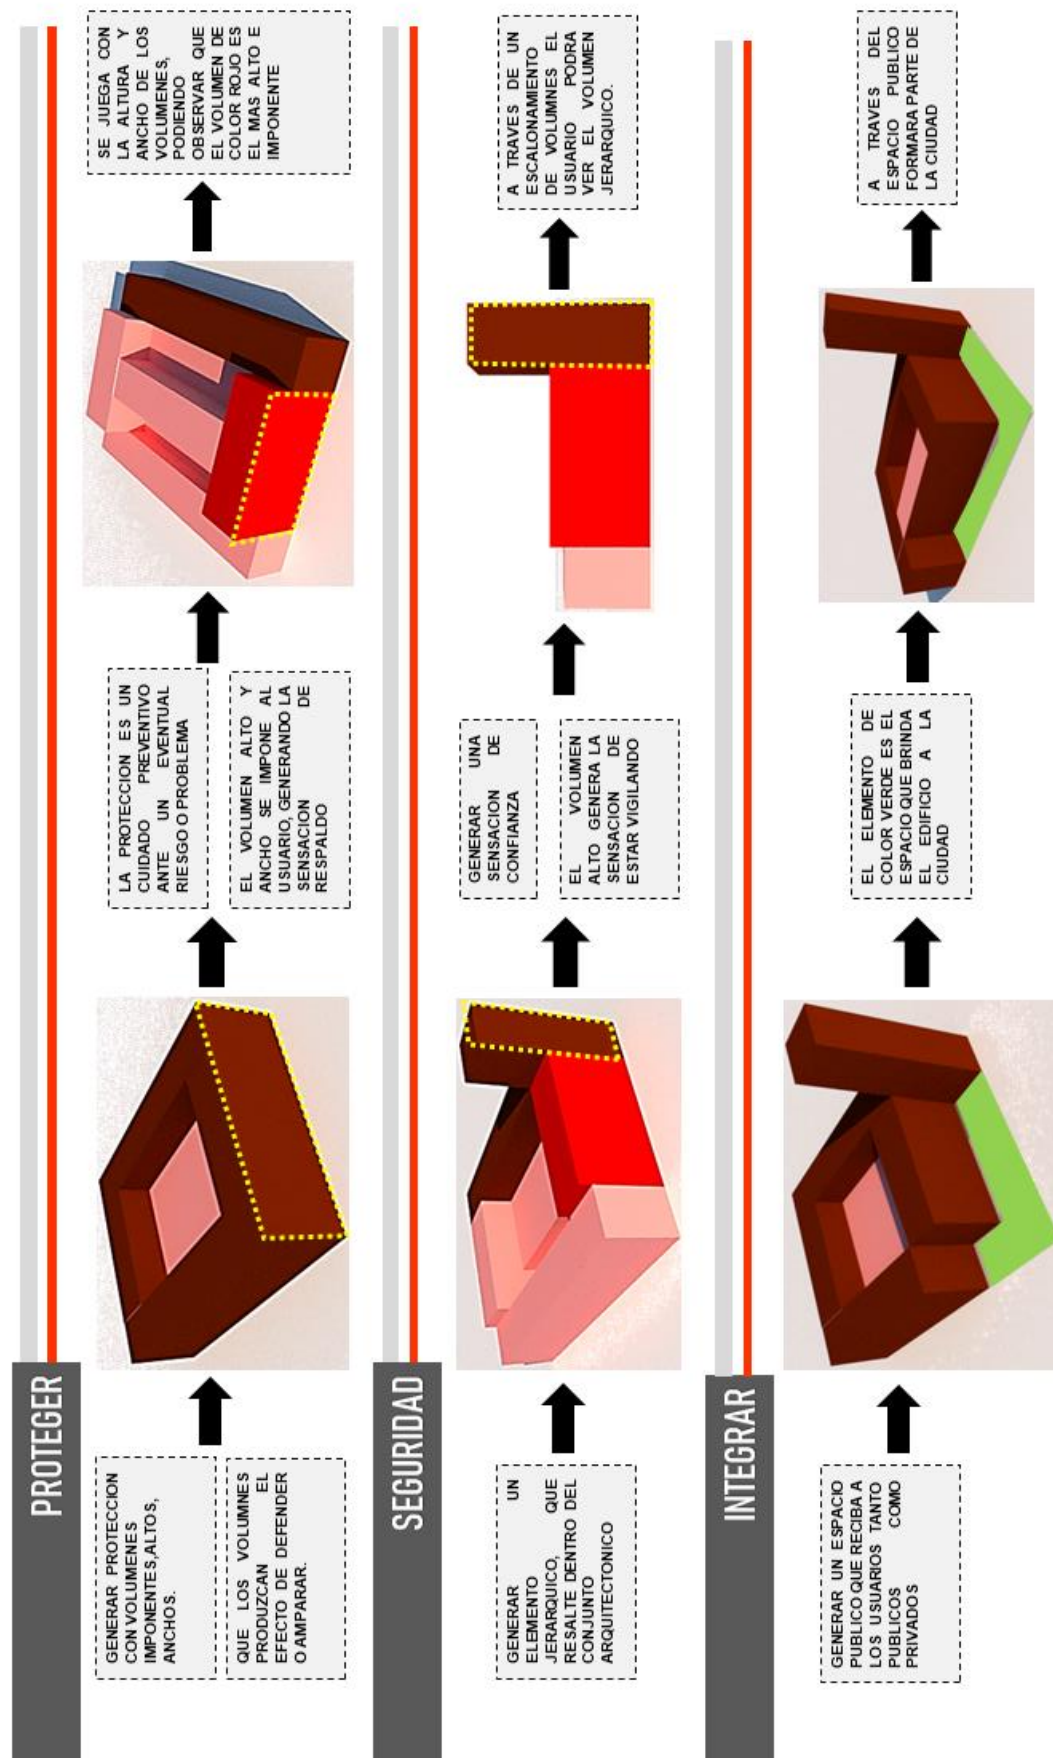 PROTEGER
GENERAR PROTECCION
CON VOLUMENES
IMPONENTES,ALTOS,
ANCHOS.
QUE LOS VOLUMNES
PRODUZCAN EL
EFECTO DE DEFENDER
O AMPARAR.
LA PROTECCION ES UN
CUIDADO PREVENTIVO
ANTE UN EVENTUAL
RIESGO O PROBLEMA
EL VOLUMEN ALTO Y
ANCHO SE IMPONE AL
USUARIO, GENERANDO LA
SENSACION DE
RESPALDO
SE JUEGA CON
LA ALTURA Y
ANCHO DE LOS
VOLUMENES,
PODIENDO
OBSERVAR QUE
EL VOLUMEN DE
COLOR ROJO ES
EL MAS ALTO E
IMPONENTE
SEGURIDAD
GENERAR UN
ELEMENTO
JERARQUICO, QUE
RESALTE DENTRO DEL
CONJUNTO
ARQUITECTONICO
GENERAR UNA
SENSACION DE
CONFIANZA
EL VOLUMEN
ALTO GENERA LA
SENSACION DE
ESTAR VIGILANDO
A TRAVES DE UN
ESCALONAMIENTO
DE VOLUMNES EL
USUARIO PODRA
VER EL VOLUMEN
JERARQUICO.
INTEGRAR
GENERAR UN ESPACIO
PUBLICO QUE RECIBA A
LOS USUARIOS TANTO
PUBLICOS COMO
PRIVADOS
EL ELEMENTO DE
COLOR VERDE ES EL
ESPACIO QUE BRINDA
EL EDIFICIO A LA
CIUDAD
A TRAVES DEL
ESPACIO PUBLICO
FORMARA PARTE DE
LA CIUDAD